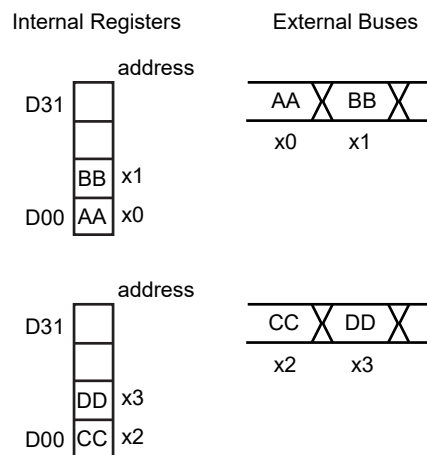 Internal Registers External Buses
address
D31 AA BB
x0 x1
BB x1
D00 AA x0
address
D31 CC DD
x2 x3
DD x3
D00 CC x2